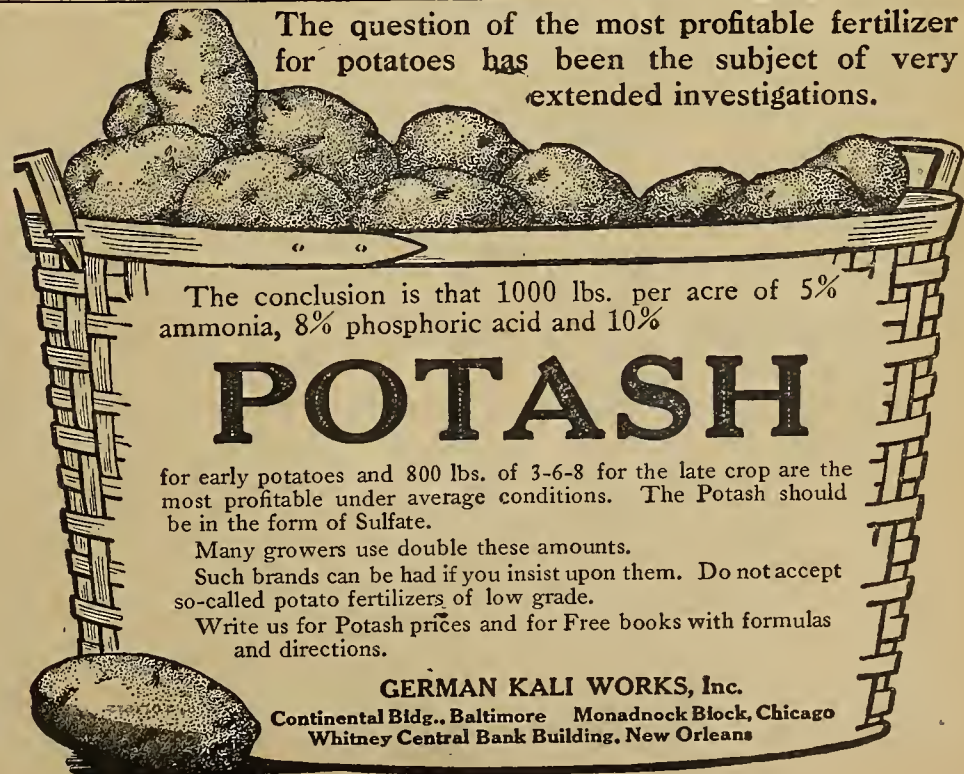 The question of the most profitable fertilizer
for potatoes has been the subject of very
extended investigations.
The conclusion is that 1000 lbs. per acre of 5%
ammonia, 8% phosphoric acid and 10%
POTASH
for early potatoes and 800 lbs. of 3-6-8 for the late crop are the
most profitable under average conditions. The Potash should
be in the form of Sulfate.
Many growers use double these amounts.
Such brands can be had if you insist upon them. Do not accept
so-called potato fertilizers of low grade.
Write us for Potash prices and for Free books with formulas
and directions.
GERMAN KALI WORKS, Inc.
Continental Bldg., Baltimore Monadnock Block, Chicago
Whitney Central Bank Building, New Orleans